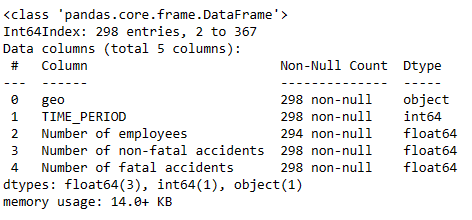 <class 'pandas.core.frame.DataFrame'>
Int64Index: 298 entries, 2 to 367
Data columns (total 5 columns):
 #   Column                         Non-Null Count  Dtype
---  ------                         --------------  -----
 0   geo                            298 non-null    object
 1   TIME_PERIOD                    298 non-null    int64
 2   Number of employees            294 non-null    float64
 3   Number of non-fatal accidents  298 non-null    float64
 4   Number of fatal accidents      298 non-null    float64
dtypes: float64(3), int64(1), object(1)
memory usage: 14.0+ KB